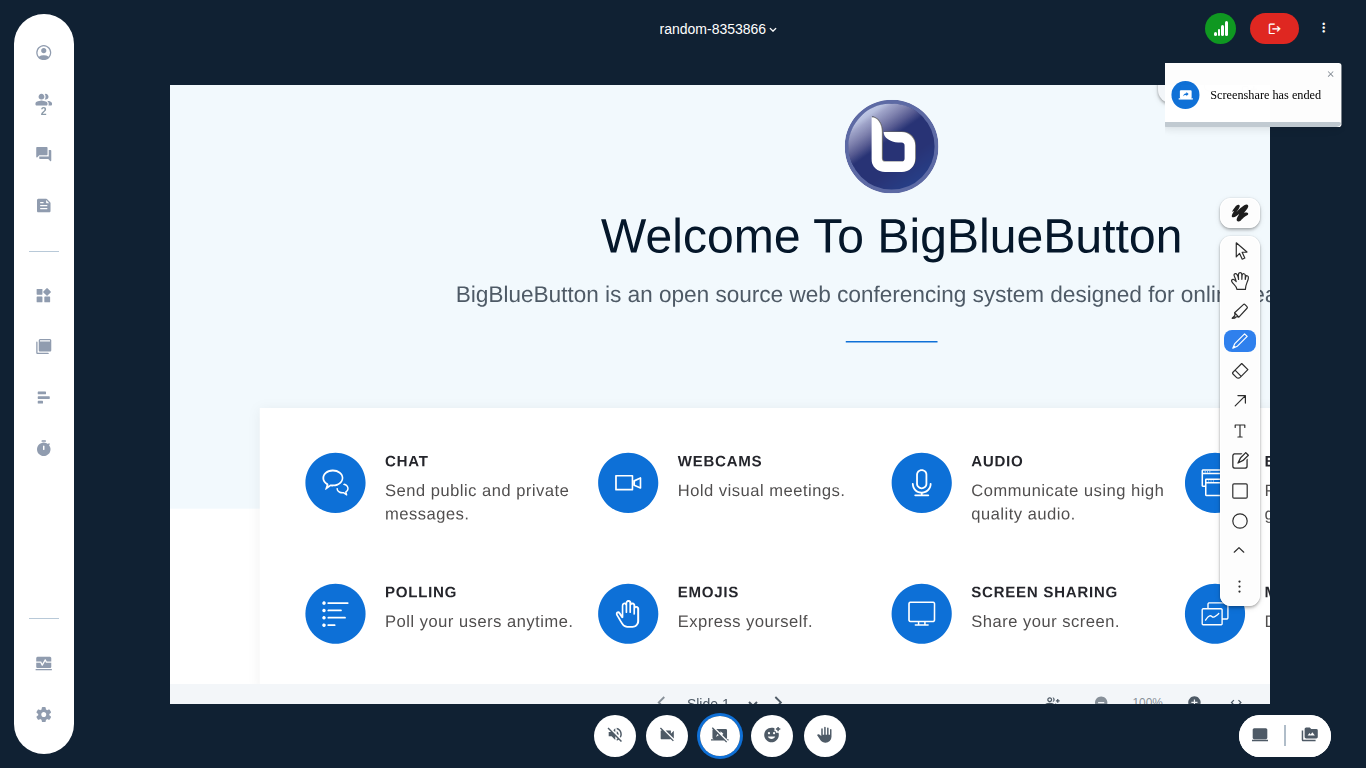 random-8353866
Screenshare has ended
2
Welcome To BigBlueButton
BigBlueButton is an open source web conferencing system designed for
CHAT
Send public and private
messages.
WEBCAMS
Hold visual meetings.
AUDIO
Communicate using high
quality audio.
POLLING
Poll your users anytime.
EMOJIS
Express yourself.
SCREEN SHARING
Share your screen.
Slide 1
100%